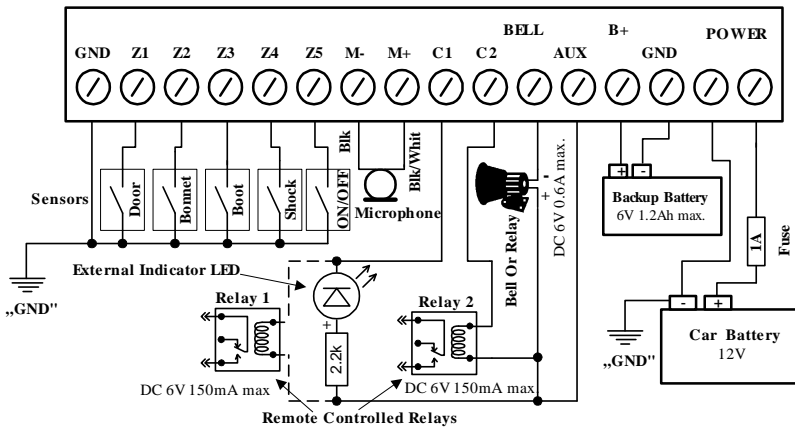 BELL
B+
POWER
GND Z1 Z2 Z3 Z4 Z5 M- M+ C1 C2 AUX GND
Blk
Blk/Whit
Sensors
Door
Bonnet
Boot
Shock
ON/OFF
Microphone
Bell Or Relay
- +
DC 6V 0.6A max.
+ -
Backup Battery
6V 1.2Ah max.
1A
Fuse
„GND"
External Indicator LED
Relay 1
+
2.2k
Relay 2
DC 6V 150mA max
DC 6V 150mA max
Remote Controlled Relays
„GND"
- +
Car Battery
12V